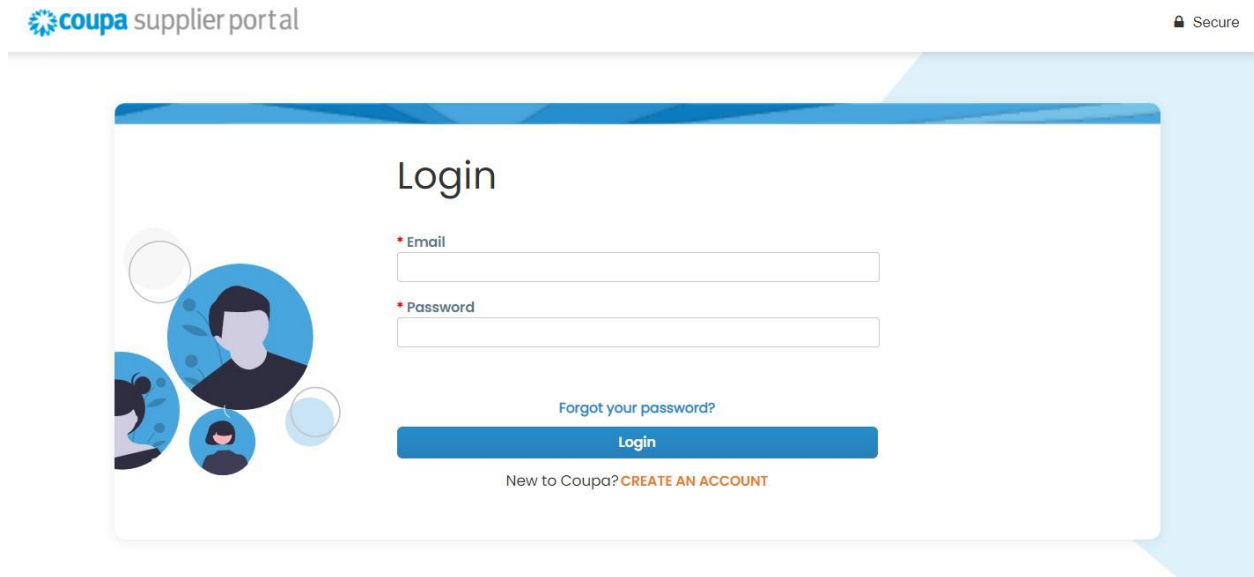 coupa supplier portal
Secure
Login
* Email
* Password
Forgot your password?
Login
New to Coupa? CREATE AN ACCOUNT